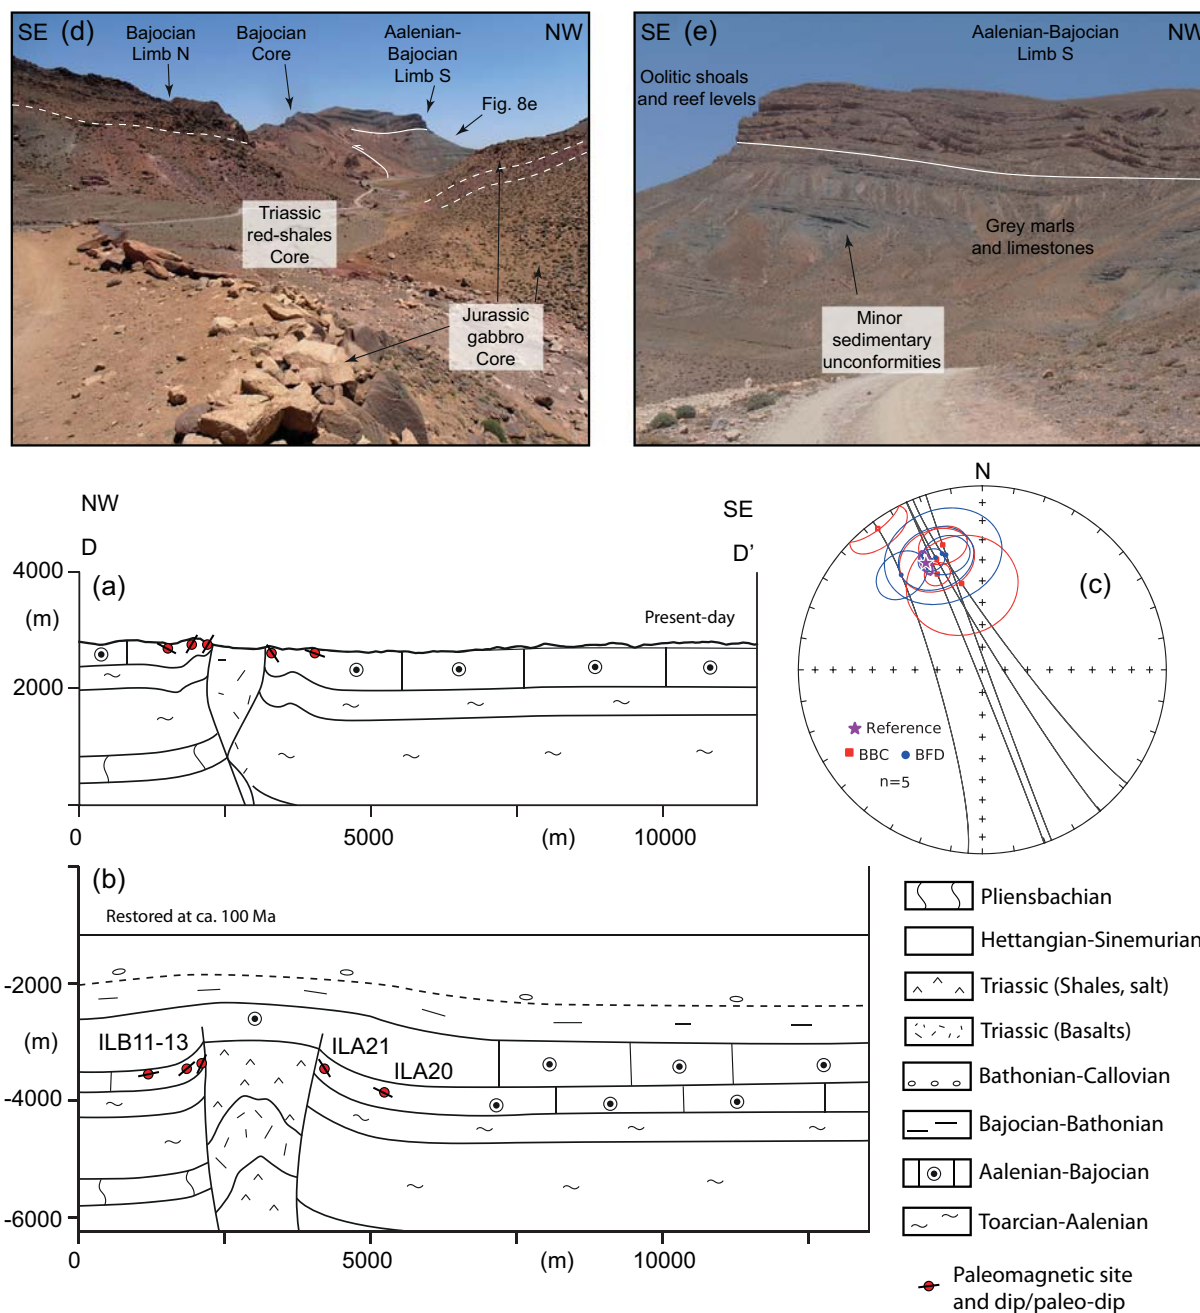 SE (d)
NW
Bajocian
Limb N
Bajocian
Core
Aalenian-
Bajocian
Limb S
Fig. 8e
Triassic
red-shales
Core
Jurassic
gabbro
Core
SE (e)
NW
Aalenian-Bajocian
Limb S
Oolitic shoals
and reef levels
Grey marls
and limestones
Minor
sedimentary
unconformities
NW
SE
D
D'
(a)
4000
(m)
2000
Present-day
0
5000
(m)
10000
N
(c)
Reference
BBC
BFD
n=5
(b)
Restored at ca. 100 Ma
-2000
(m)
-4000
-6000
ILB11-13
ILA21
ILA20
0
5000
(m)
10000
Pliensbachian
Hettangian-Sinemurian
Triassic (Shales, salt)
Triassic (Basalts)
Bathonian-Callovian
Bajocian-Bathonian
Aalenian-Bajocian
Toarcian-Aalenian
Paleomagnetic site
and dip/paleo-dip